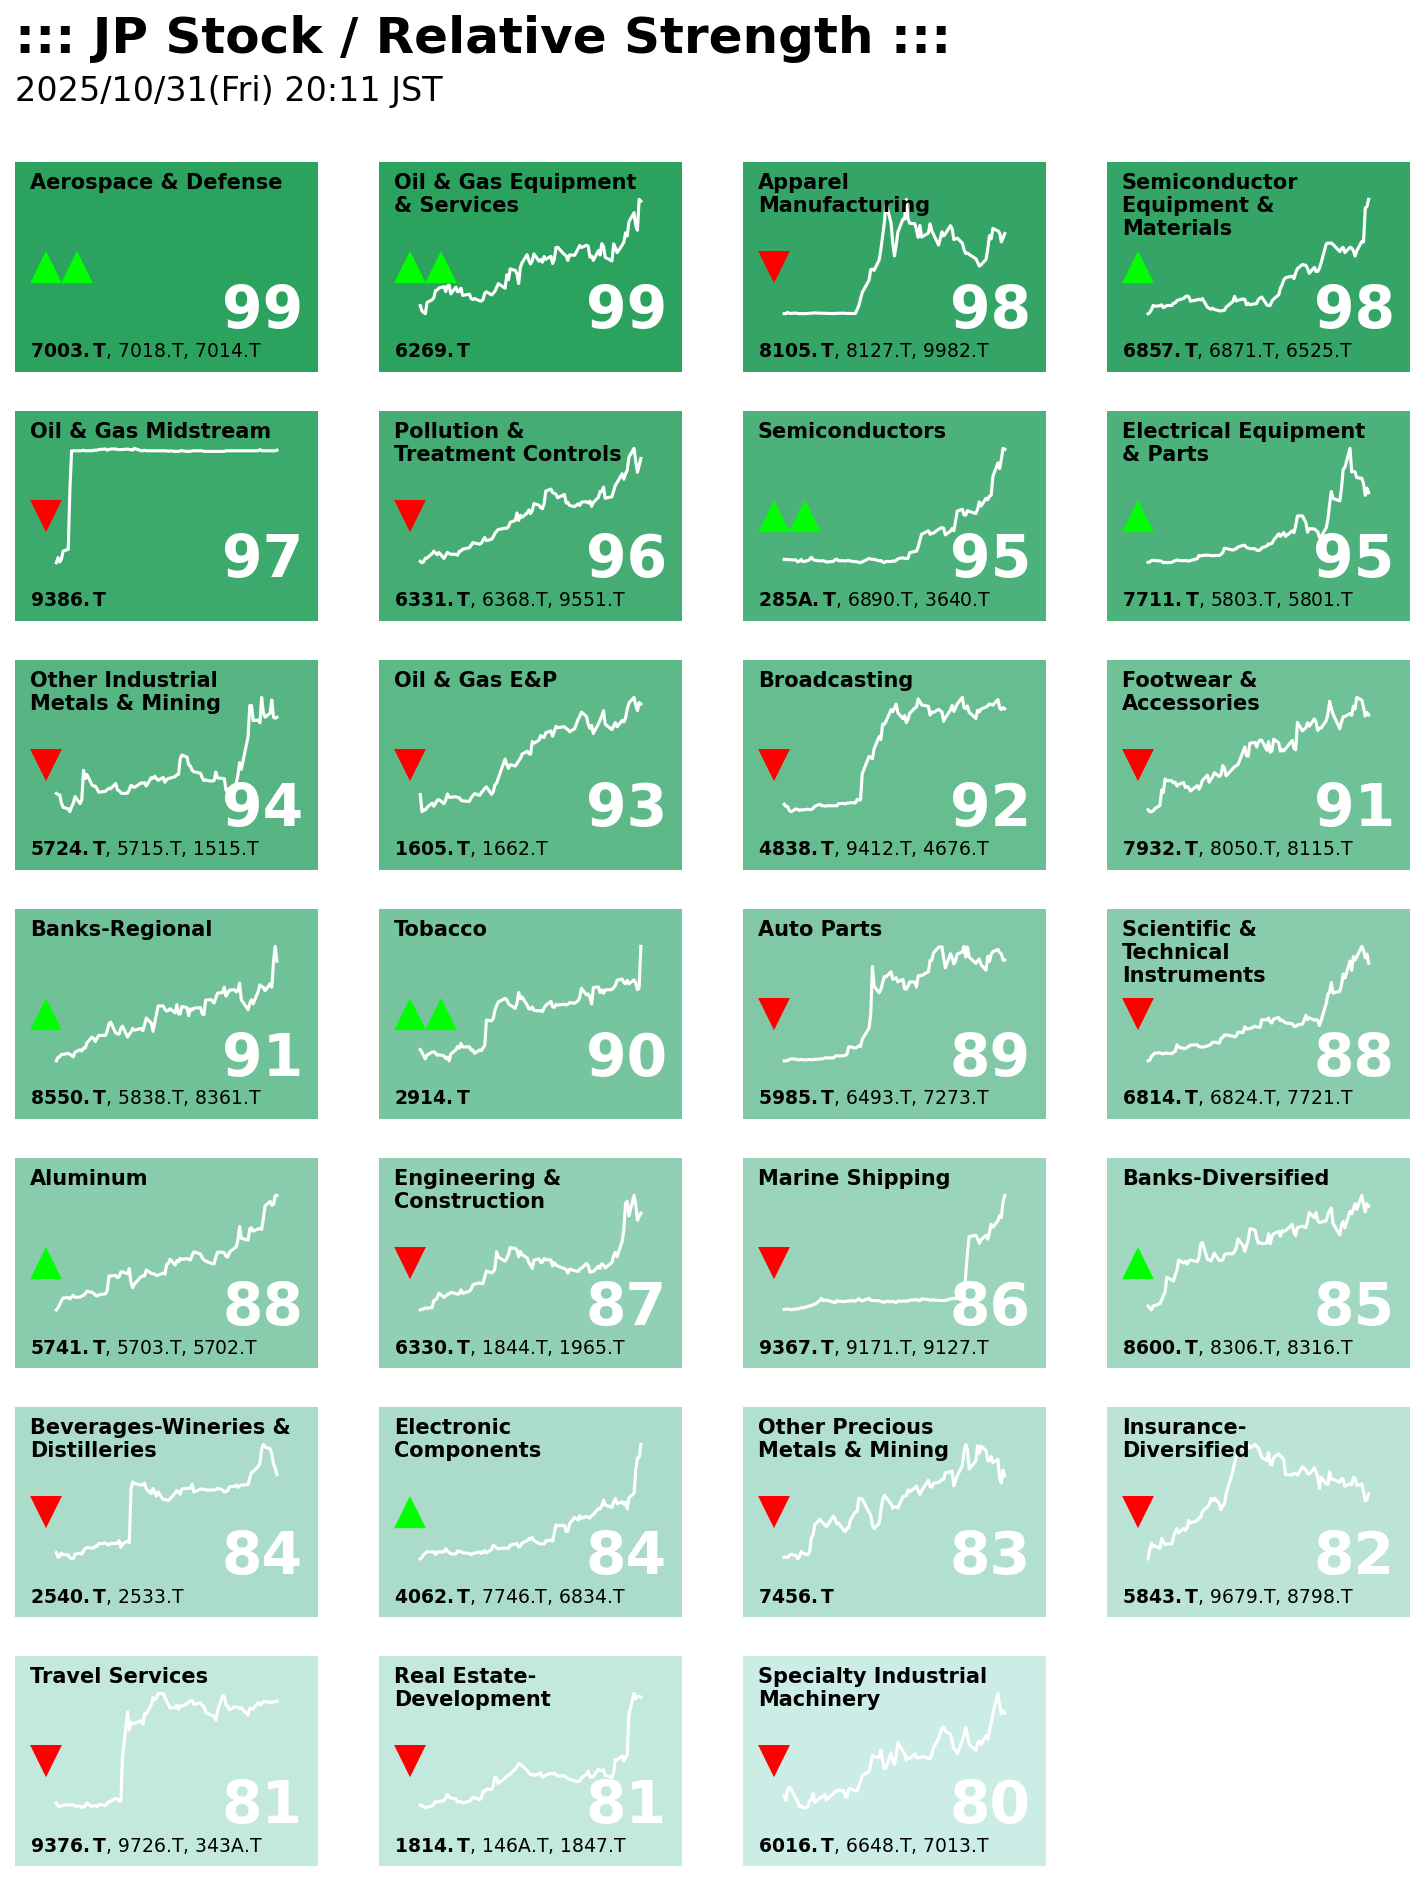 ::: JP Stock / Relative Strength :::
2025/10/31(Fri) 20:11 JST
Aerospace & Defense
99
7003.T, 7018.T, 7014.T
Oil & Gas Equipment
& Services
99
6269.T
Apparel
Manufacturing
98
8105.T, 8127.T, 9982.T
Semiconductor
Equipment &
Materials
98
6857.T, 6871.T, 6525.T
Oil & Gas Midstream
97
9386.T
Pollution &
Treatment Controls
96
6331.T, 6368.T, 9551.T
Semiconductors
95
285A.T, 6890.T, 3640.T
Electrical Equipment
& Parts
95
7711.T, 5803.T, 5801.T
Other Industrial
Metals & Mining
94
5724.T, 5715.T, 1515.T
Oil & Gas E&P
93
1605.T, 1662.T
Broadcasting
92
4838.T, 9412.T, 4676.T
Footwear &
Accessories
91
7932.T, 8050.T, 8115.T
Banks-Regional
91
8550.T, 5838.T, 8361.T
Tobacco
90
2914.T
Auto Parts
89
5985.T, 6493.T, 7273.T
Scientific &
Technical
Instruments
88
6814.T, 6824.T, 7721.T
Aluminum
88
5741.T, 5703.T, 5702.T
Engineering &
Construction
87
6330.T, 1844.T, 1965.T
Marine Shipping
86
9367.T, 9171.T, 9127.T
Banks-Diversified
85
8600.T, 8306.T, 8316.T
Beverages-Wineries &
Distilleries
84
2540.T, 2533.T
Electronic
Components
84
4062.T, 7746.T, 6834.T
Other Precious
Metals & Mining
83
7456.T
Insurance-
Diversified
82
5843.T, 9679.T, 8798.T
Travel Services
81
9376.T, 9726.T, 343A.T
Real Estate-
Development
81
1814.T, 146A.T, 1847.T
Specialty Industrial
Machinery
80
6016.T, 6648.T, 7013.T